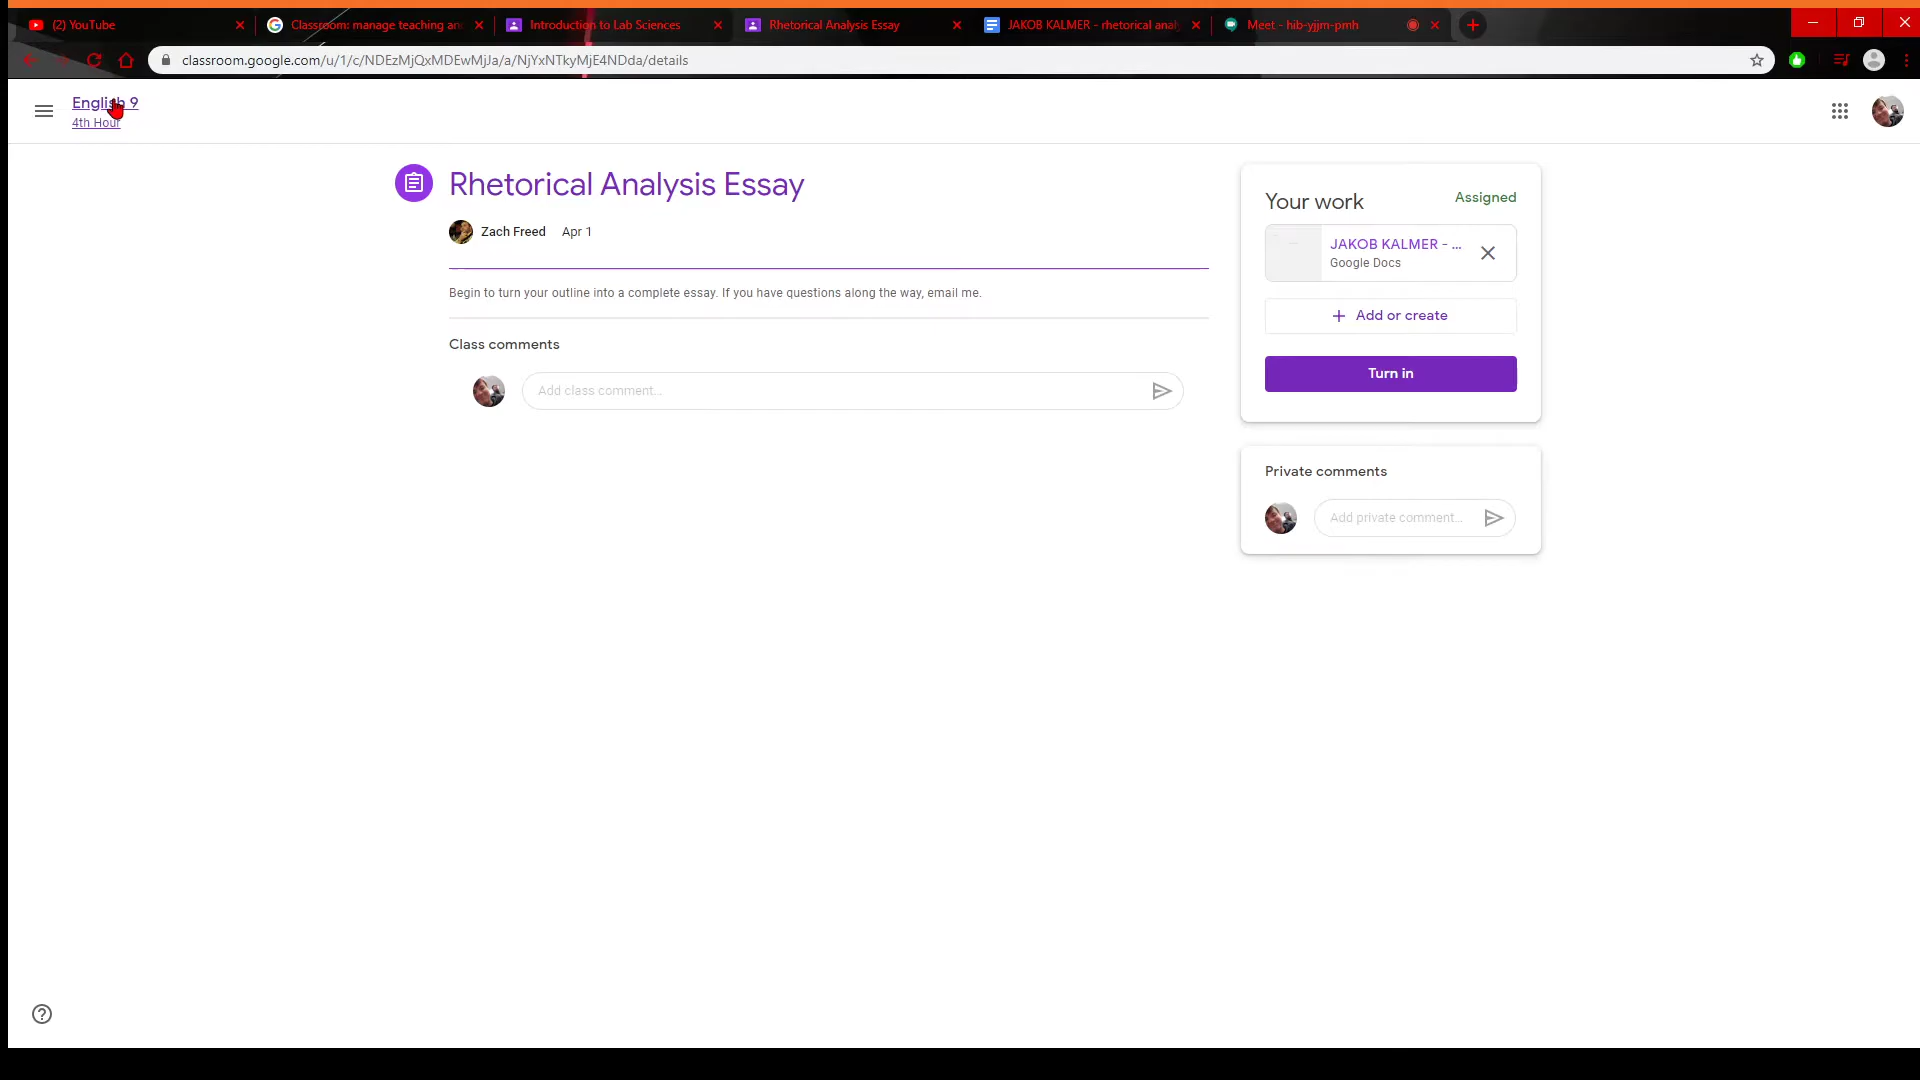 (2) YouTube
Classroom: manage teaching and
Introduction to Lab Sciences
Rhetorical Analysis Essay
JAKOB KALMER - rhetorical anal
Meet - hib-yjjm-pmh
classroom.google.com/u/1/c/NDEzMjQxMDEwMjJa/a/NjYxNTkyMjE4NDda/details
English 9
4th Hour
Rhetorical Analysis Essay
Zach Freed Apr 1
Begin to turn your outline into a complete essay. If you have questions along the way, email me.
Class comments
Add class comment...
Your work
Assigned
JAKOB KALMER - ...
Google Docs
Add or create
Turn in
Private comments
Add private comment...